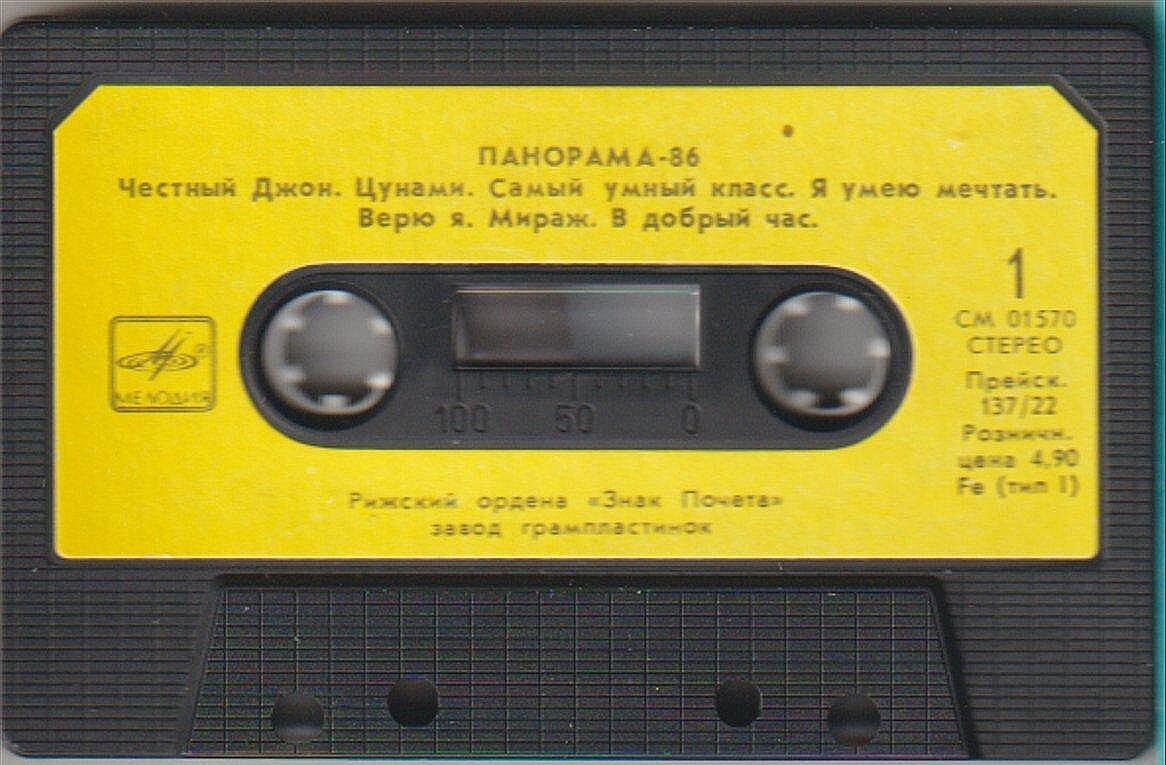 ПАНОРАМА-86
Честный Джон. Цунами. Самый умный класс. Я умею мечтать.
Верю я. Мираж. В добрый час.
1
СМ 01570
СТЕРЕО
Прейск.
137/22
Розничн.
цена 4,90
Fe (тип I)
МЕЛОДИЯ
100 50 0
Рижский ордена «Знак Почета»
завод грампластинок